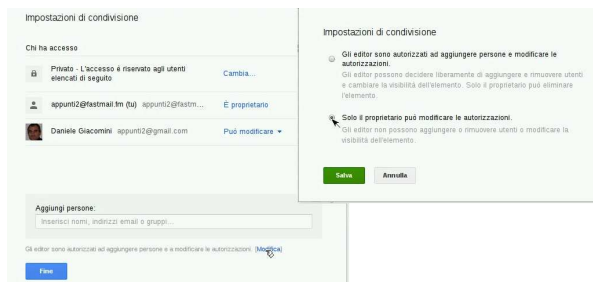 Impostazioni di condivisione
Chi ha accesso
Privato - L'accesso è riservato agli utenti
elencati di seguito
Cambia...
appunti2@fastmail.fm (tu) appunti2@fastm...
È proprietario
Daniele Giacomini appunti2@gmail.com
Può modificare
Aggiungi persone:
Inserisci nomi, indirizzi email o gruppi...
Gli editor sono autorizzati ad aggiungere persone e a modificare le autorizzazioni. [Modifica]
Fine
Impostazioni di condivisione
Gli editor sono autorizzati ad aggiungere persone e modificare le
autorizzazioni.
Gli editor possono decidere liberamente di aggiungere e rimuovere utenti
e cambiare la visibilità dell'elemento. Solo il proprietario può eliminare
l'elemento.
Solo il proprietario può modificare le autorizzazioni.
Gli editor non possono aggiungere o rimuovere utenti o modificare la
visibilità dell'elemento.
Salva
Annulla